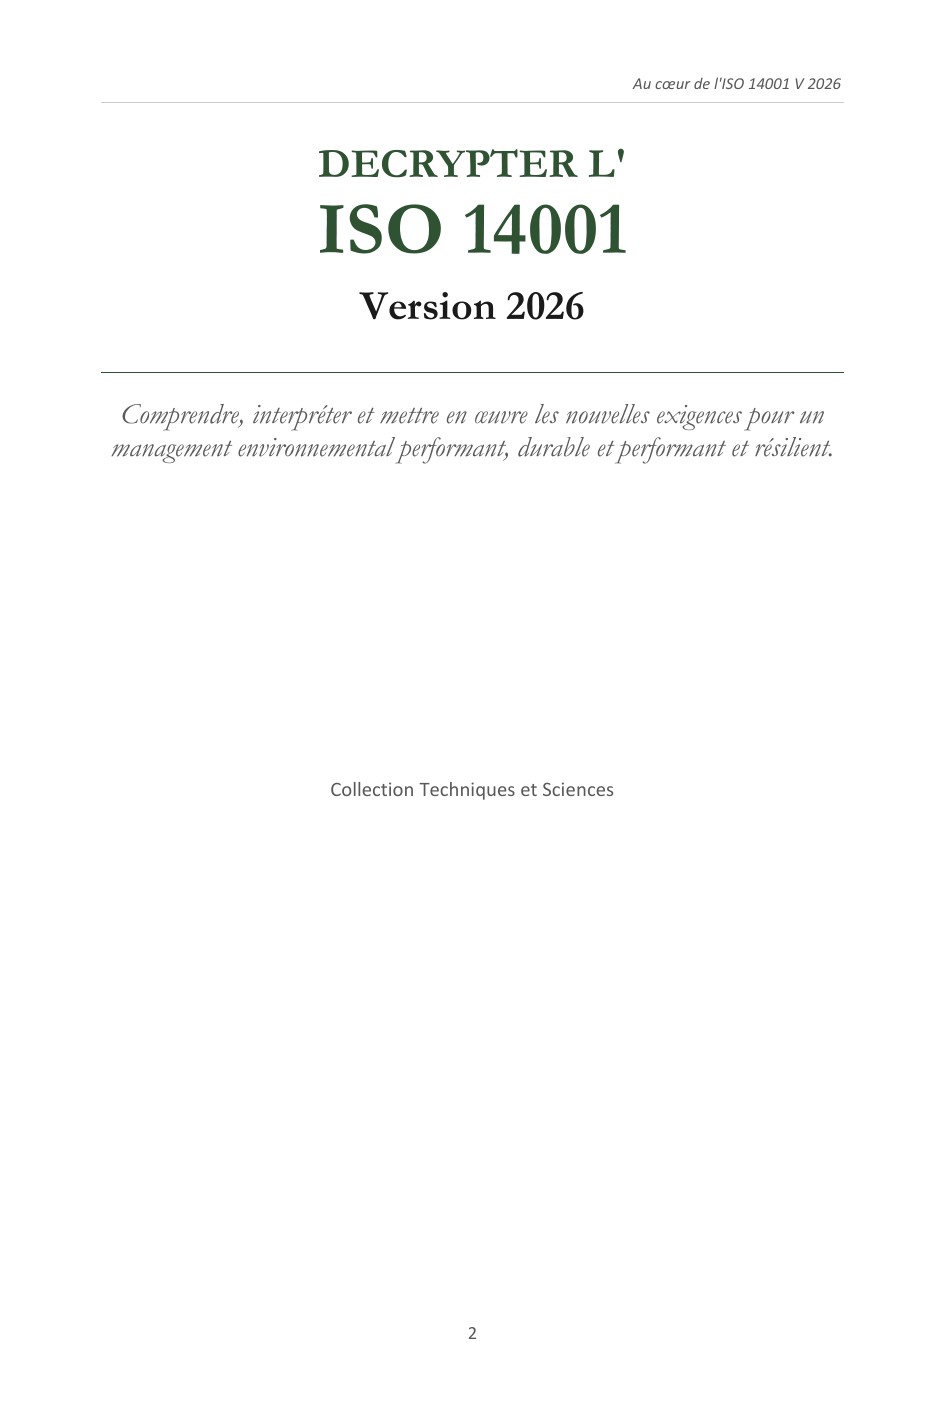 Au cœur de l'ISO 14001 V 2026
DECRYPTER L'
ISO 14001
Version 2026
Comprendre, interpréter et mettre en œuvre les nouvelles exigences pour un
management environnemental performant, durable et performant et résilient.
Collection Techniques et Sciences
2